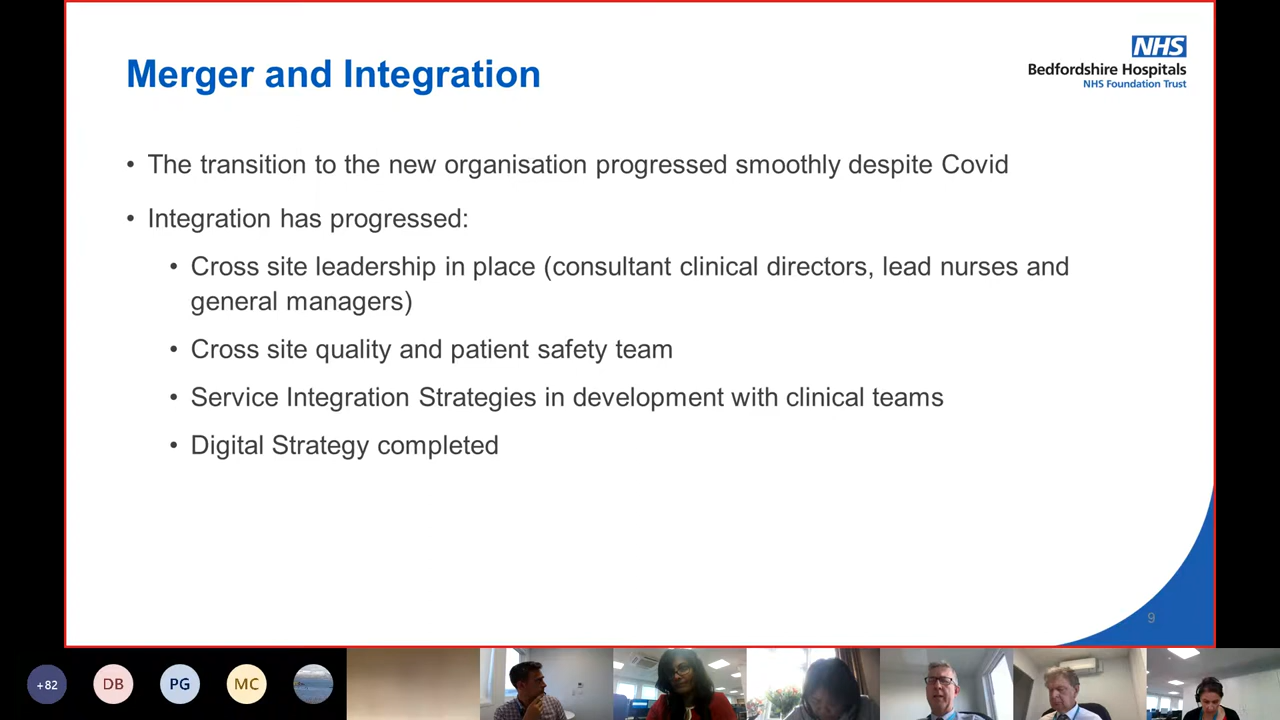 Merger and Integration
NHS
Bedfordshire Hospitals
NHS Foundation Trust
• The transition to the new organisation progressed smoothly despite Covid
• Integration has progressed:
• Cross site leadership in place (consultant clinical directors, lead nurses and
general managers)
• Cross site quality and patient safety team
• Service Integration Strategies in development with clinical teams
• Digital Strategy completed
9
+82
DB
PG
MC